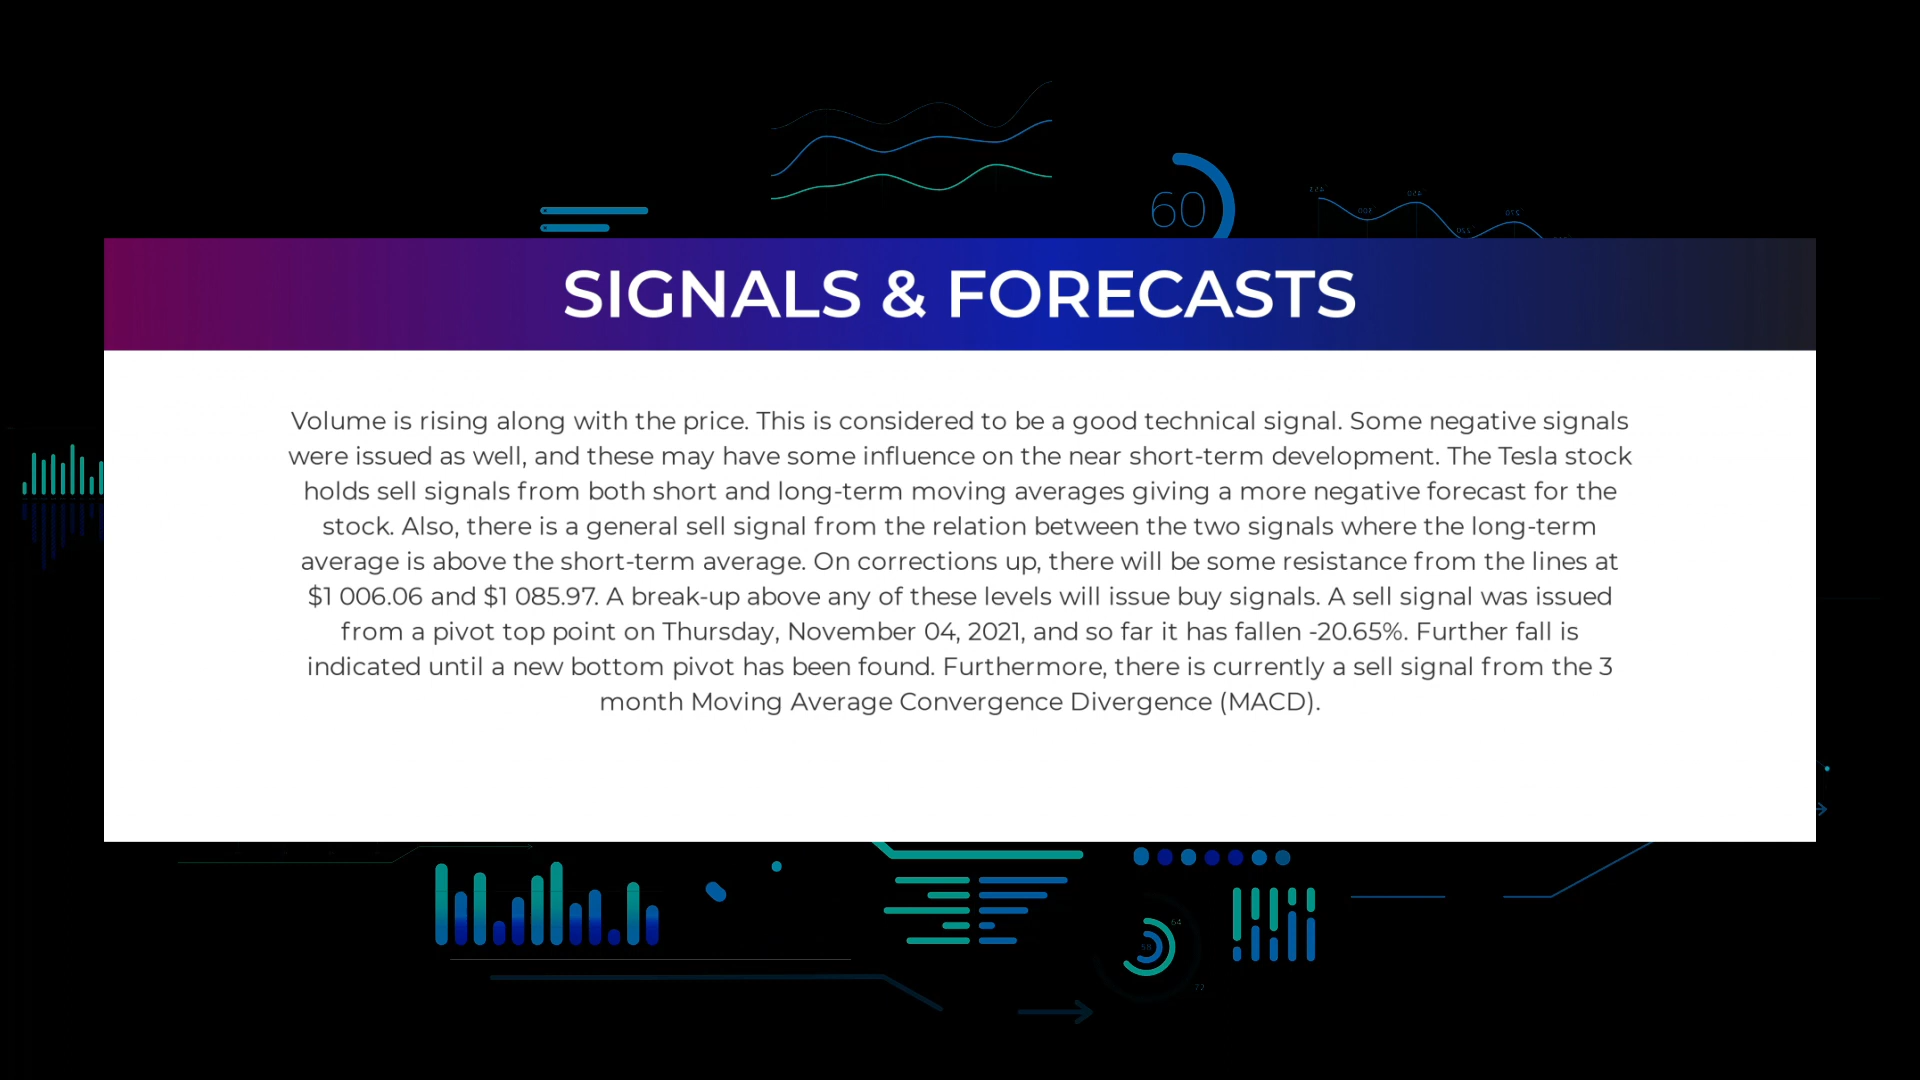 60
SIGNALS & FORECASTS
Volume is rising along with the price. This is considered to be a good technical signal. Some negative signals
were issued as well, and these may have some influence on the near short-term development. The Tesla stock
holds sell signals from both short and long-term moving averages giving a more negative forecast for the
stock. Also, there is a general sell signal from the relation between the two signals where the long-term
average is above the short-term average. On corrections up, there will be some resistance from the lines at
$1 006.06 and $1 085.97. A break-up above any of these levels will issue buy signals. A sell signal was issued
from a pivot top point on Thursday, November 04, 2021, and so far it has fallen -20.65%. Further fall is
indicated until a new bottom pivot has been found. Furthermore, there is currently a sell signal from the 3
month Moving Average Convergence Divergence (MACD).
64
72